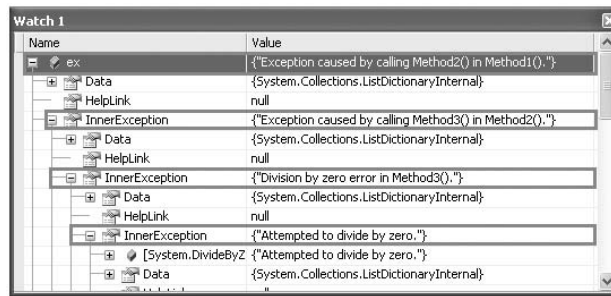 Watch 1
Name Value
ex {"Exception caused by calling Method2() in Method1()."}
Data {System.Collections.ListDictionaryInternal}
HelpLink null
InnerException {"Exception caused by calling Method3() in Method2()."}
Data {System.Collections.ListDictionaryInternal}
HelpLink null
InnerException {"Division by zero error in Method3()."}
Data {System.Collections.ListDictionaryInternal}
HelpLink null
InnerException {"Attempted to divide by zero."}
[System.DivideByZ {"Attempted to divide by zero."}
Data {System.Collections.ListDictionaryInternal}